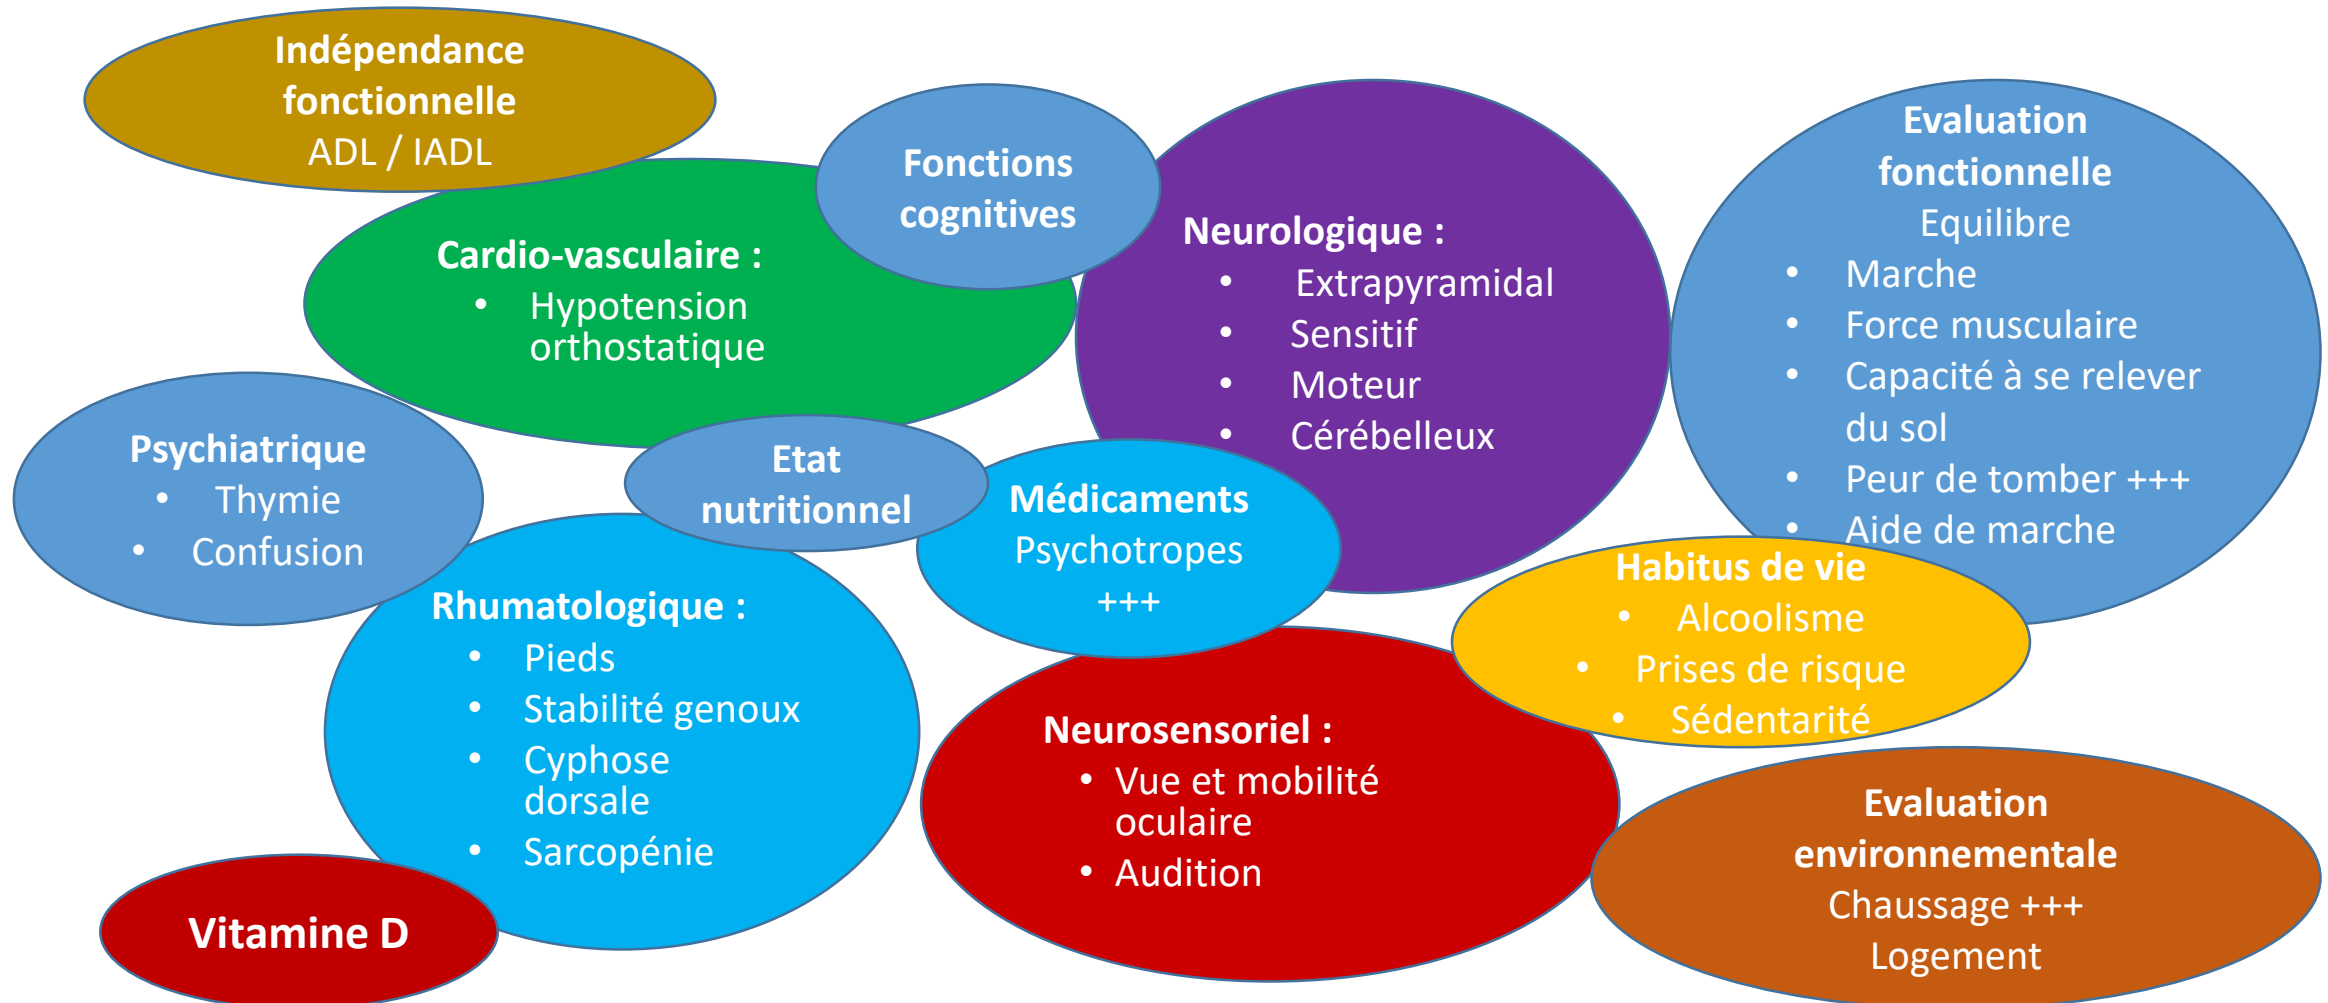 Indépendance
fonctionnelle
ADL / IADL
Fonctions
cognitives
Cardio-vasculaire :
• Hypotension
orthostatique
Neurologique :
• Extrapyramidal
• Sensitif
• Moteur
• Cérébelleux
Evaluation
fonctionnelle
Equilibre
• Marche
• Force musculaire
• Capacité à se relever
du sol
• Peur de tomber +++
• Aide de marche
Psychiatrique
• Thymie
• Confusion
Etat
nutritionnel
Médicaments
Psychotropes
+++
Habitus de vie
• Alcoolisme
• Prises de risque
• Sédentarité
Rhumatologique :
• Pieds
• Stabilité genoux
• Cyphose
dorsale
• Sarcopénie
Neurosensoriel :
• Vue et mobilité
oculaire
• Audition
Evaluation
environnementale
Chaussage +++
Logement
Vitamine D